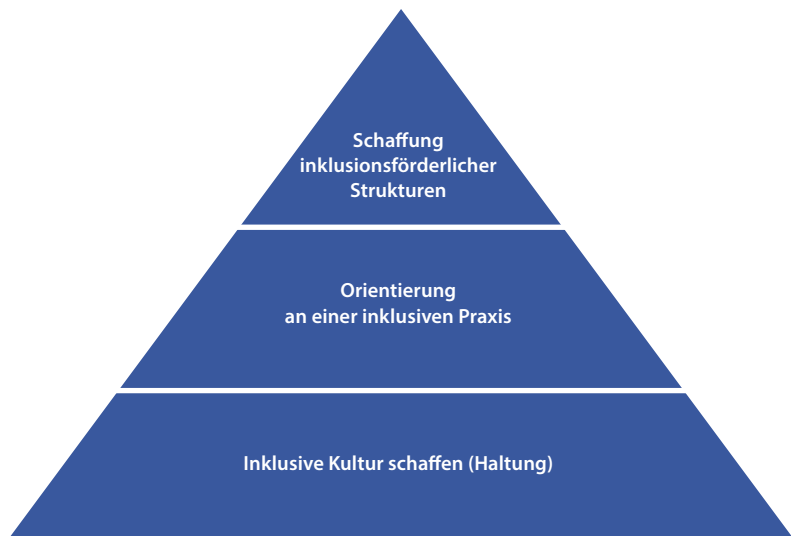 Schaffung
inklusionsförderlicher
Strukturen
Orientierung
an einer inklusiven Praxis
Inklusive Kultur schaffen (Haltung)